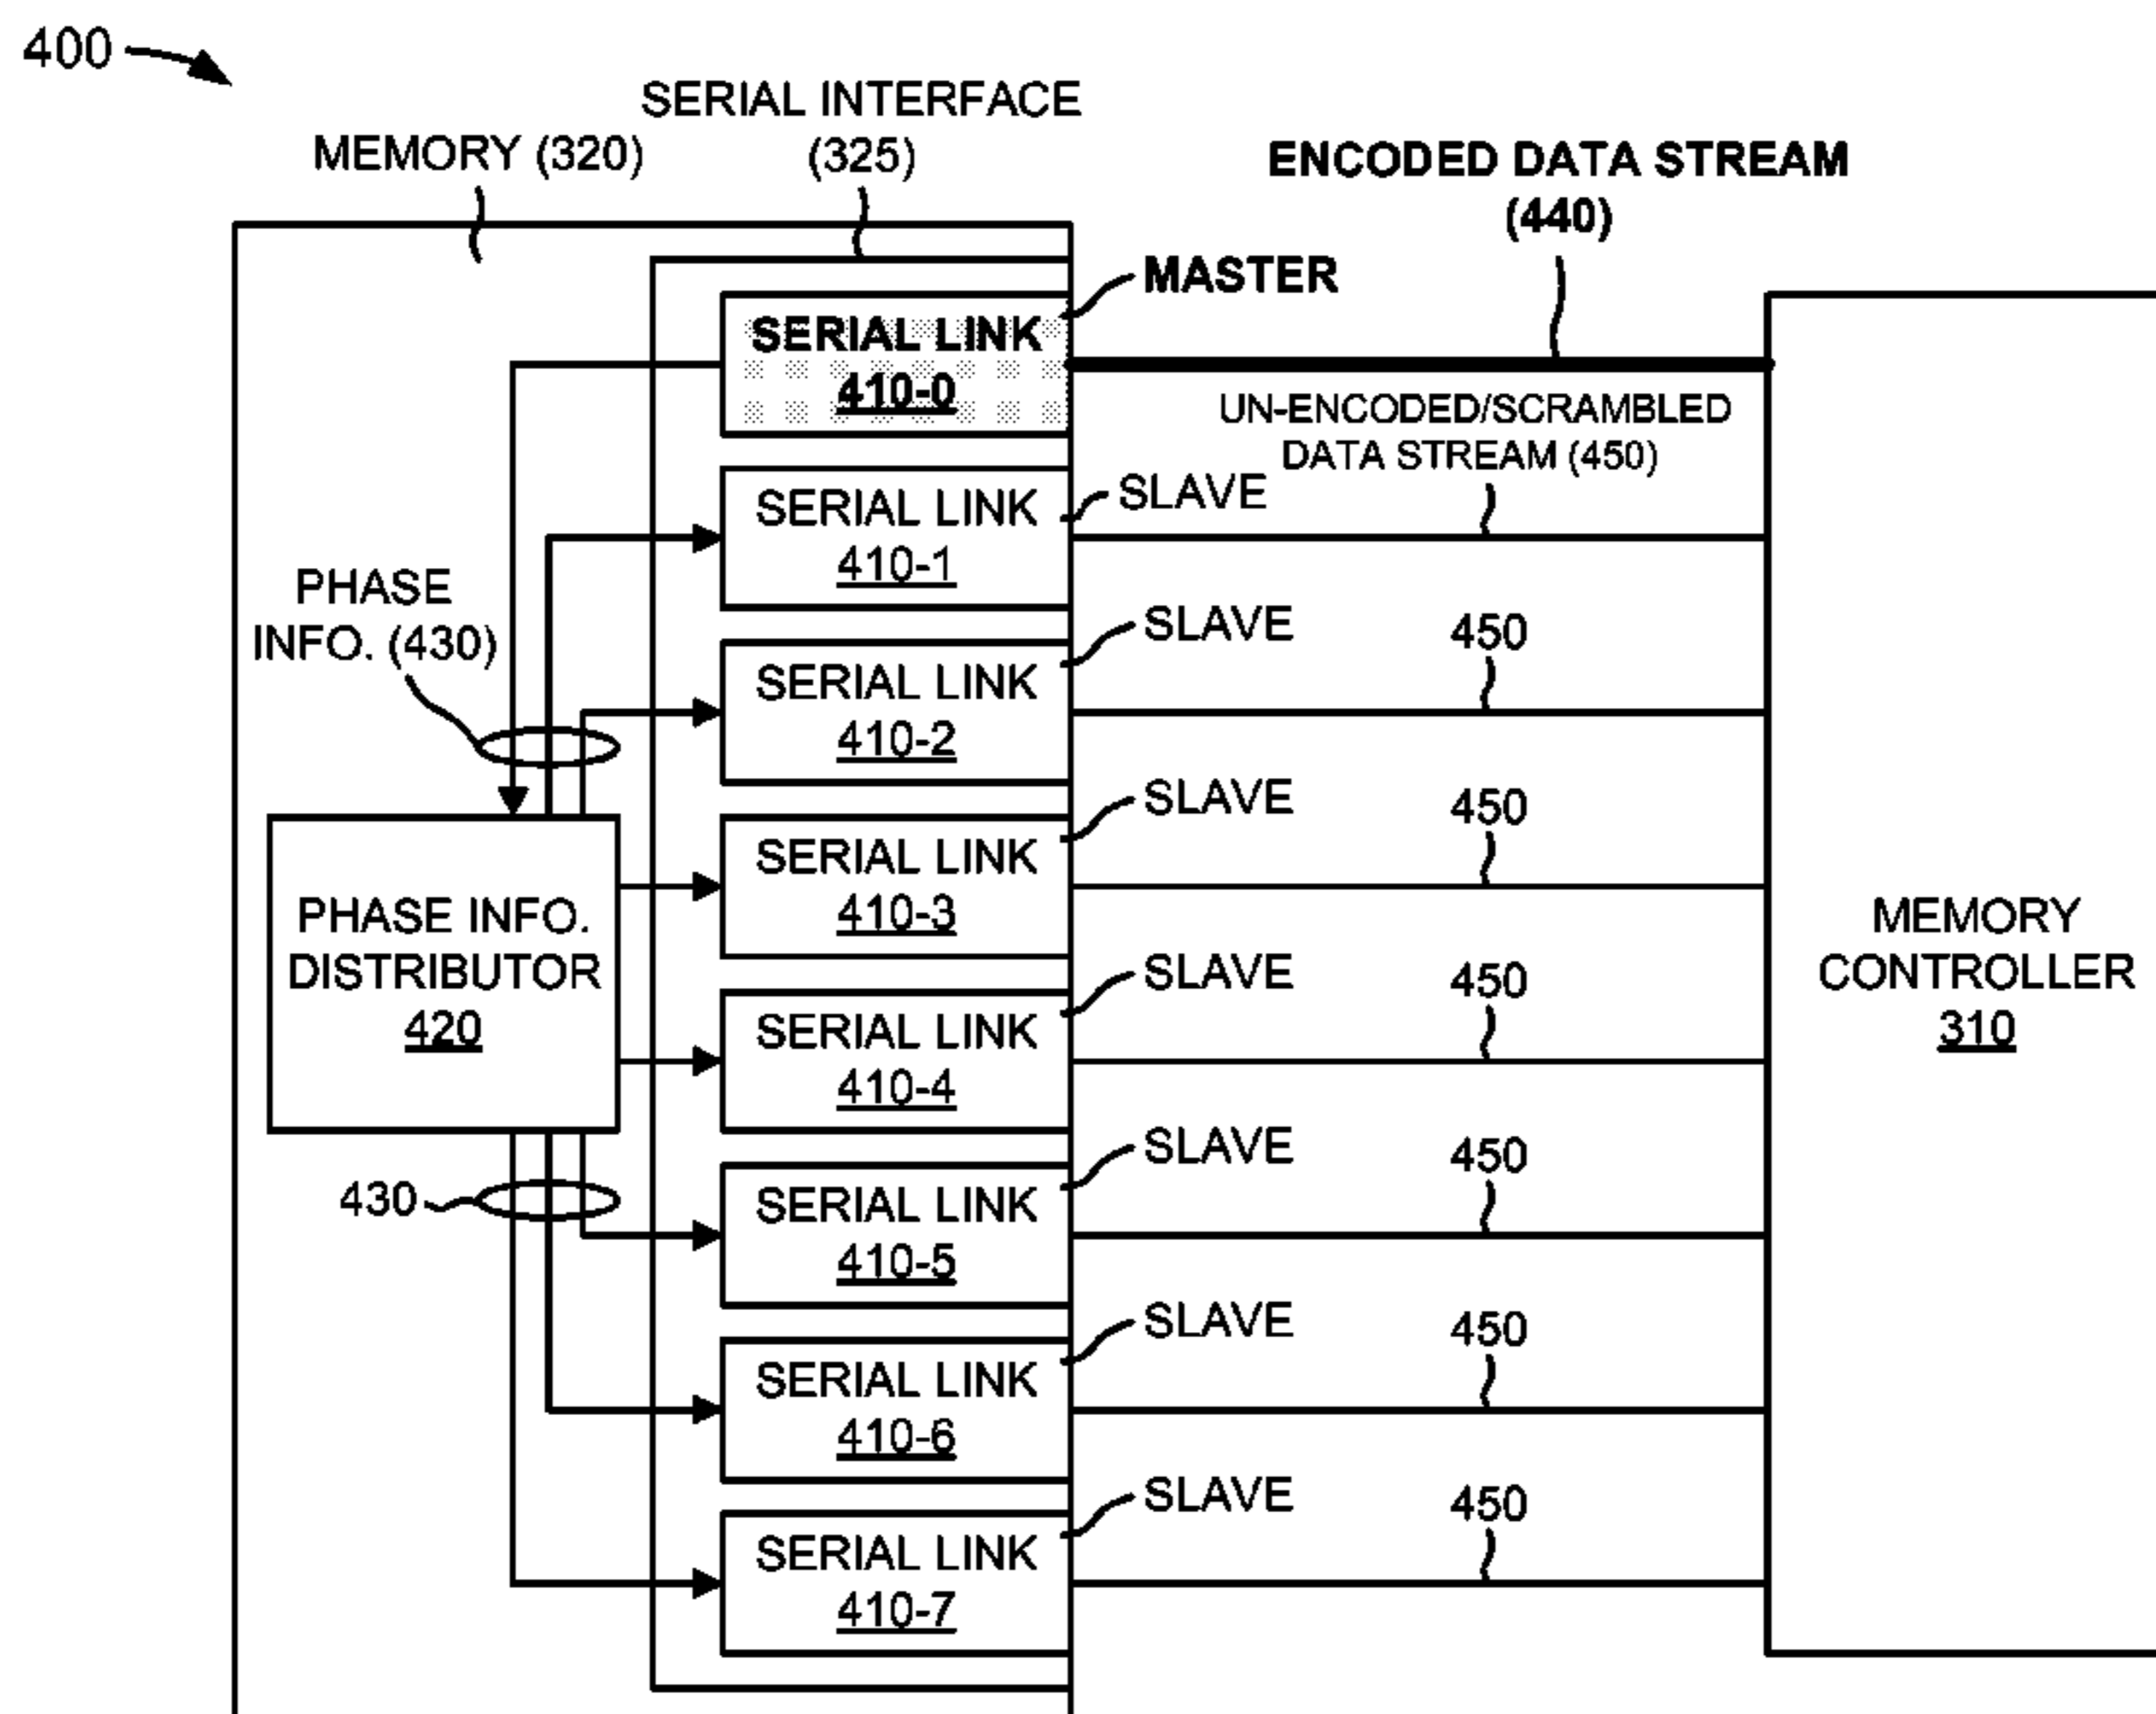 400
SERIAL INTERFACE
(325)
MEMORY (320)
ENCODED DATA STREAM
(440)
MASTER
SERIAL LINK
410-0
UN-ENCODED/SCRAMBLED
DATA STREAM (450)
SLAVE
SERIAL LINK
410-1
PHASE
INFO. (430)
SLAVE
450
SERIAL LINK
410-2
SLAVE
450
SERIAL LINK
410-3
PHASE INFO.
DISTRIBUTOR
420
MEMORY
CONTROLLER
310
SLAVE
450
SERIAL LINK
410-4
SLAVE
450
430
SERIAL LINK
410-5
SLAVE
450
SERIAL LINK
410-6
SLAVE
450
SERIAL LINK
410-7